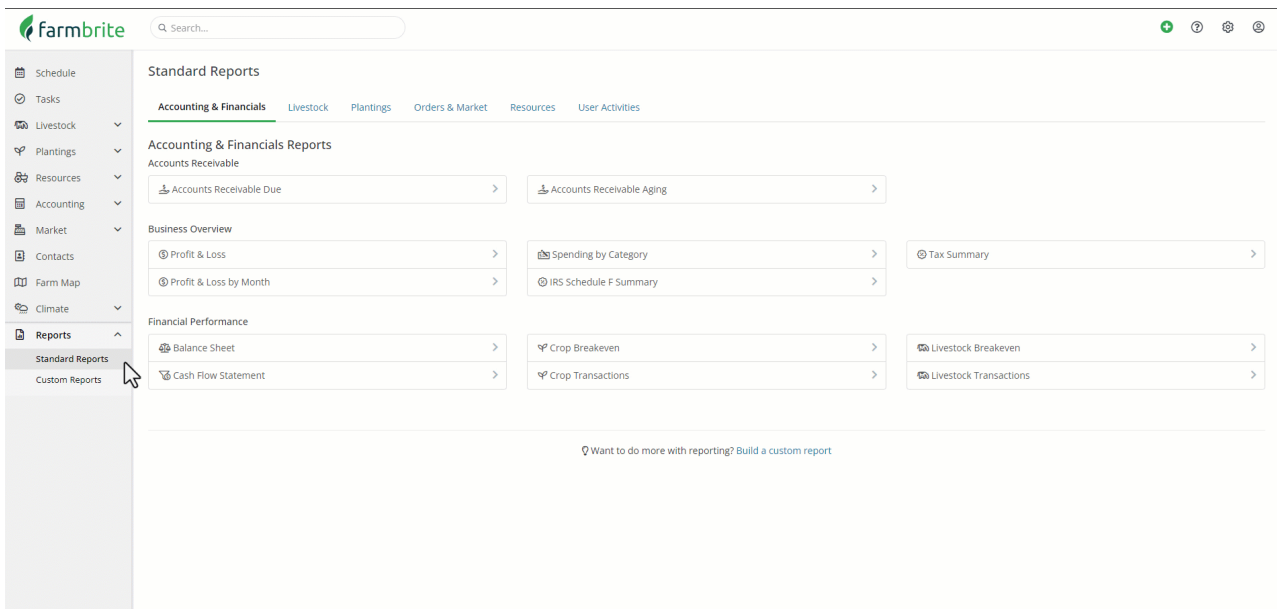 farmbrite
Search...
Schedule
Tasks
Livestock
Plantings
Resources
Accounting
Market
Contacts
Farm Map
Climate
Reports
Standard Reports
Custom Reports
Standard Reports
Accounting & Financials Livestock Plantings Orders & Market Resources User Activities
Accounting & Financials Reports
Accounts Receivable
Accounts Receivable Due Accounts Receivable Aging
Business Overview
Profit & Loss Spending by Category Tax Summary
Profit & Loss by Month IRS Schedule F Summary
Financial Performance
Balance Sheet Crop Breakeven Livestock Breakeven
Cash Flow Statement Crop Transactions Livestock Transactions
Want to do more with reporting? Build a custom report